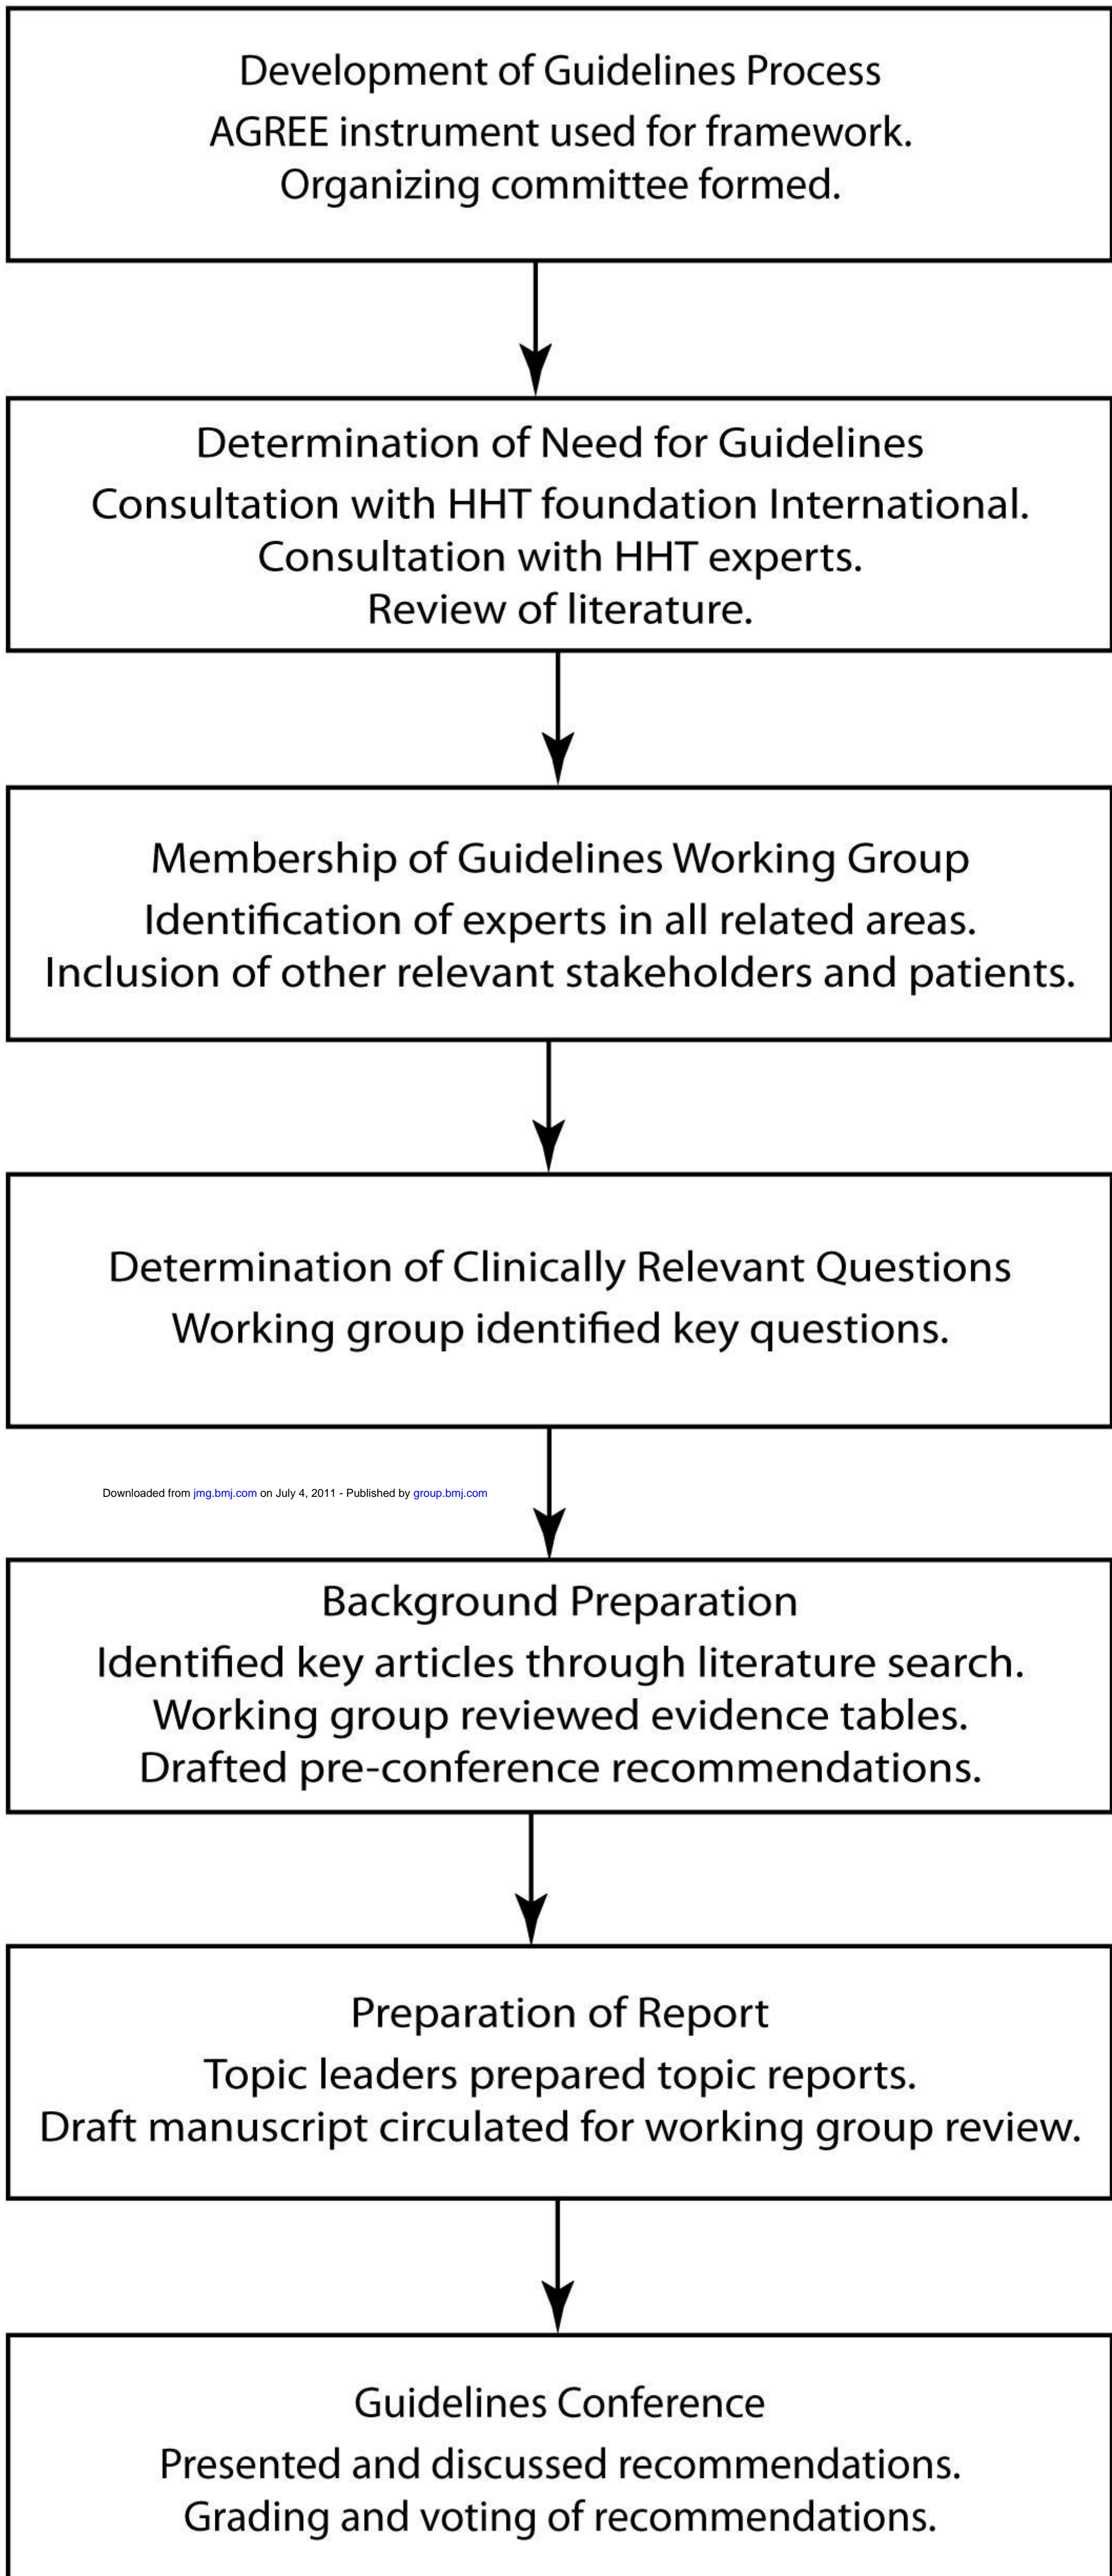 Development of Guidelines Process
AGREE instrument used for framework.
Organizing committee formed.
Determination of Need for Guidelines
Consultation with HHT foundation International.
Consultation with HHT experts.
Review of literature.
Membership of Guidelines Working Group
Identification of experts in all related areas.
Inclusion of other relevant stakeholders and patients.
Determination of Clinically Relevant Questions
Working group identified key questions.
Downloaded from jmg.bmj.com on July 4, 2011 - Published by group.bmj.com
Background Preparation
Identified key articles through literature search.
Working group reviewed evidence tables.
Drafted pre-conference recommendations.
Preparation of Report
Topic leaders prepared topic reports.
Draft manuscript circulated for working group review.
Guidelines Conference
Presented and discussed recommendations.
Grading and voting of recommendations.